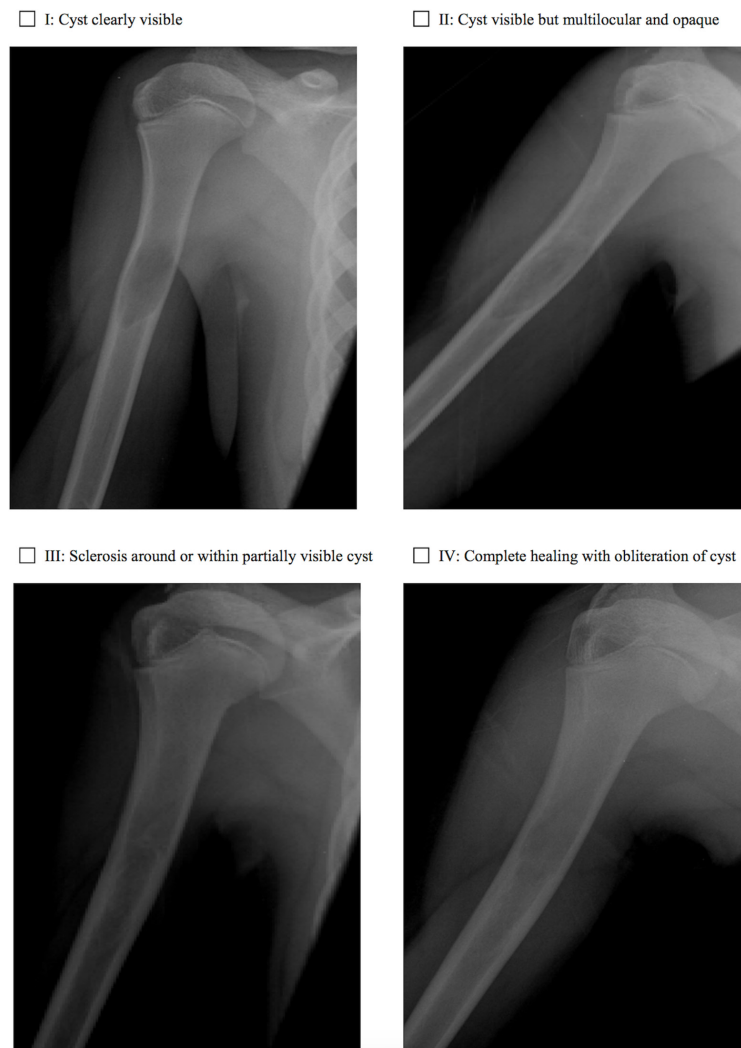 I: Cyst clearly visible
II: Cyst visible but multilocular and opaque
III: Sclerosis around or within partially visible cyst
IV: Complete healing with obliteration of cyst